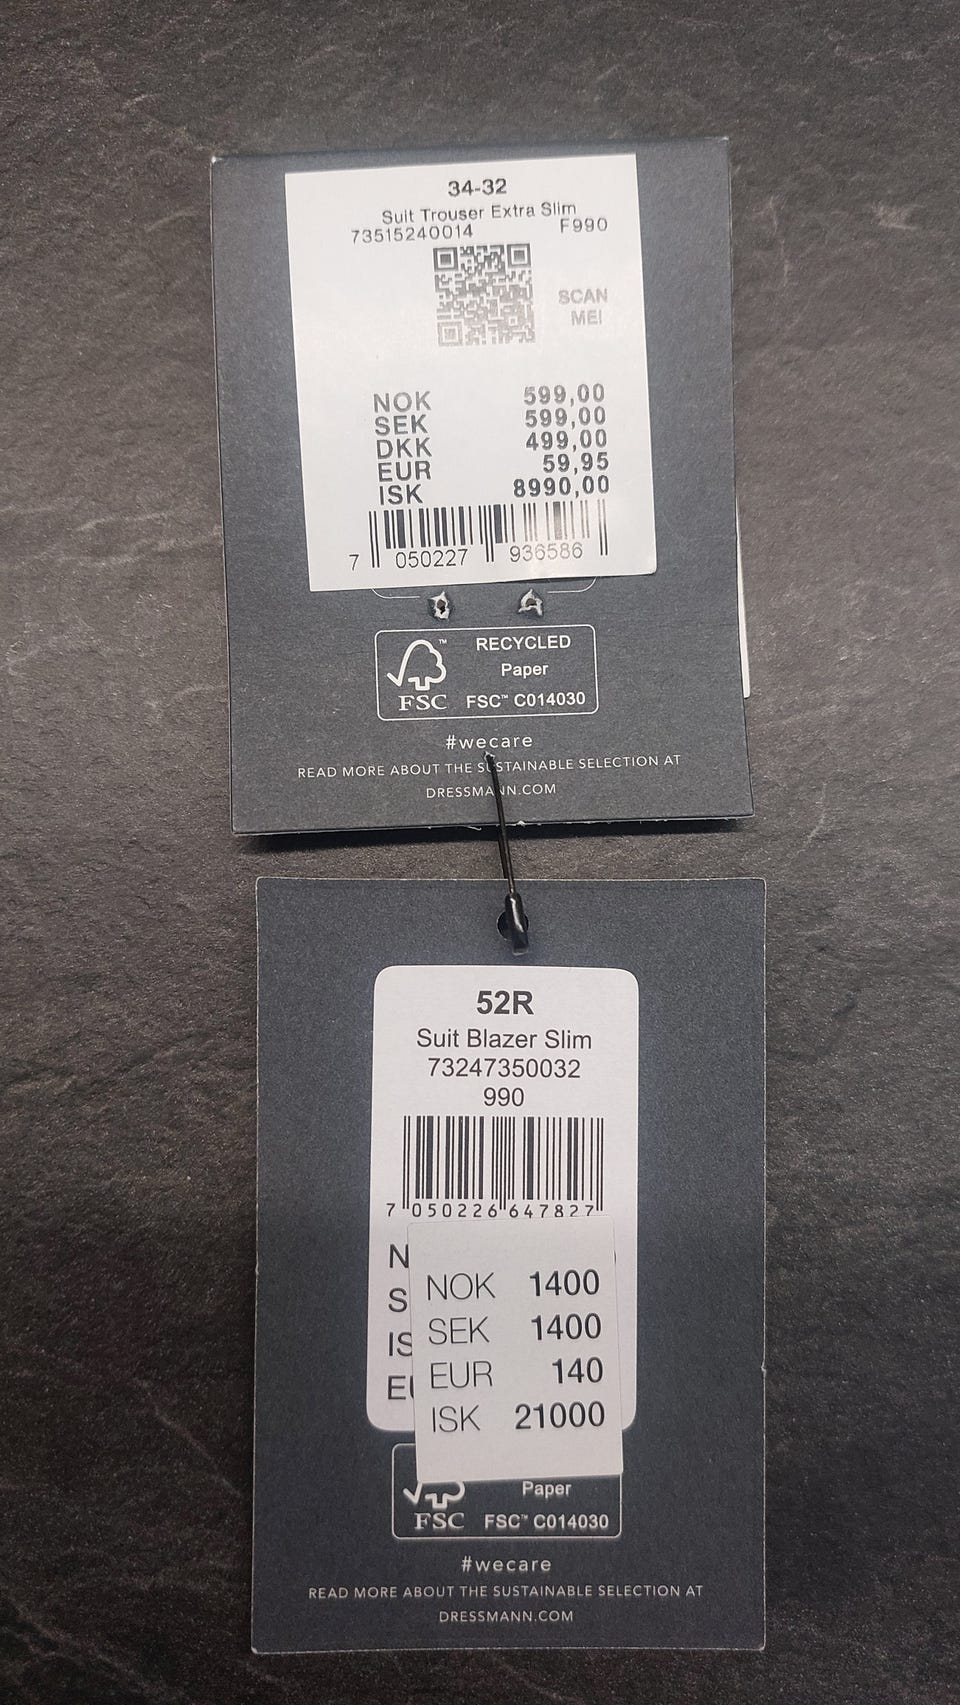 34-32
Suit Trouser Extra Slim
73515240014 F990
SCAN
ME!
NOK 599,00
SEK 599,00
DKK 499,00
EUR 59,95
ISK 8990,00
7 050227 936586
RECYCLED
Paper
FSC™ C014030
FSC
#wecare
READ MORE ABOUT THE SUSTAINABLE SELECTION AT
DRESSMANN.COM
52R
Suit Blazer Slim
73247350032
990
7 050226 647827
N
S
IS
NOK 1400
SEK 1400
EUR 140
ISK 21000
Paper
FSC FSC™ C014030
#wecare
READ MORE ABOUT THE SUSTAINABLE SELECTION AT
DRESSMANN.COM